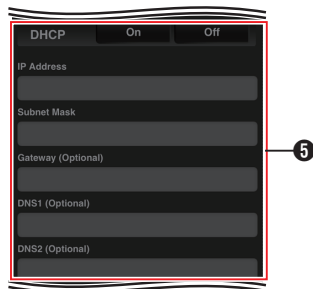 DHCP On Off
IP Address
Subnet Mask
Gateway (Optional)
DNS1 (Optional)
DNS2 (Optional)
5